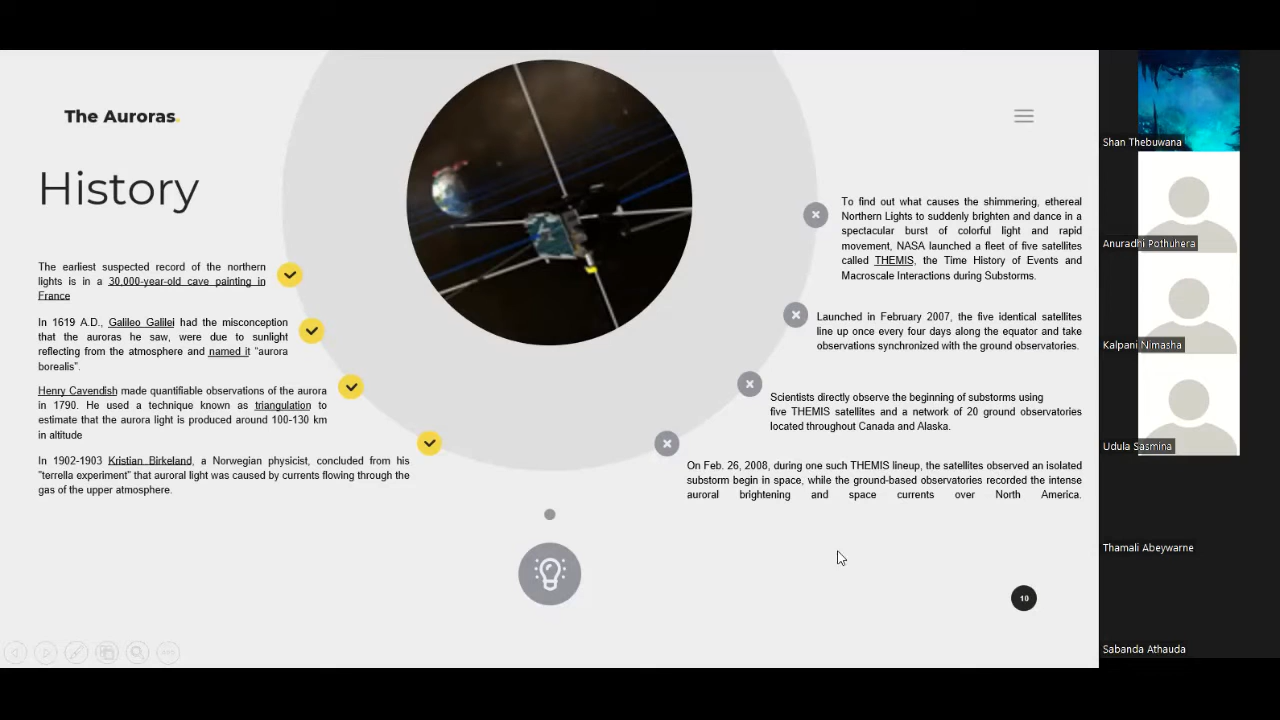 The Auroras.
History
The earliest suspected record of the northern
lights is in a 30,000-year-old cave painting in
France
In 1619 A.D., Galileo Galilei had the misconception
that the auroras he saw, were due to sunlight
reflecting from the atmosphere and named it "aurora
borealis".
Henry Cavendish made quantifiable observations of the aurora
in 1790. He used a technique known as triangulation to
estimate that the aurora light is produced around 100-130 km
in altitude
In 1902-1903 Kristian Birkeland, a Norwegian physicist, concluded from his
"terrella experiment" that auroral light was caused by currents flowing through the
gas of the upper atmosphere.
To find out what causes the shimmering, ethereal
Northern Lights to suddenly brighten and dance in a
spectacular burst of colorful light and rapid
movement, NASA launched a fleet of five satellites
called THEMIS, the Time History of Events and
Macroscale Interactions during Substorms.
Launched in February 2007, the five identical satellites
line up once every four days along the equator and take
observations synchronized with the ground observatories.
Scientists directly observe the beginning of substorms using
five THEMIS satellites and a network of 20 ground observatories
located throughout Canada and Alaska.
On Feb. 26, 2008, during one such THEMIS lineup, the satellites observed an isolated
substorm begin in space, while the ground-based observatories recorded the intense
auroral brightening and space currents over North America.
10
Shan Thebuwana
Anuradhi Pothuhera
Kalpani Nimasha
Udula Sasmina
Thamali Abeywarne
Sabanda Athauda